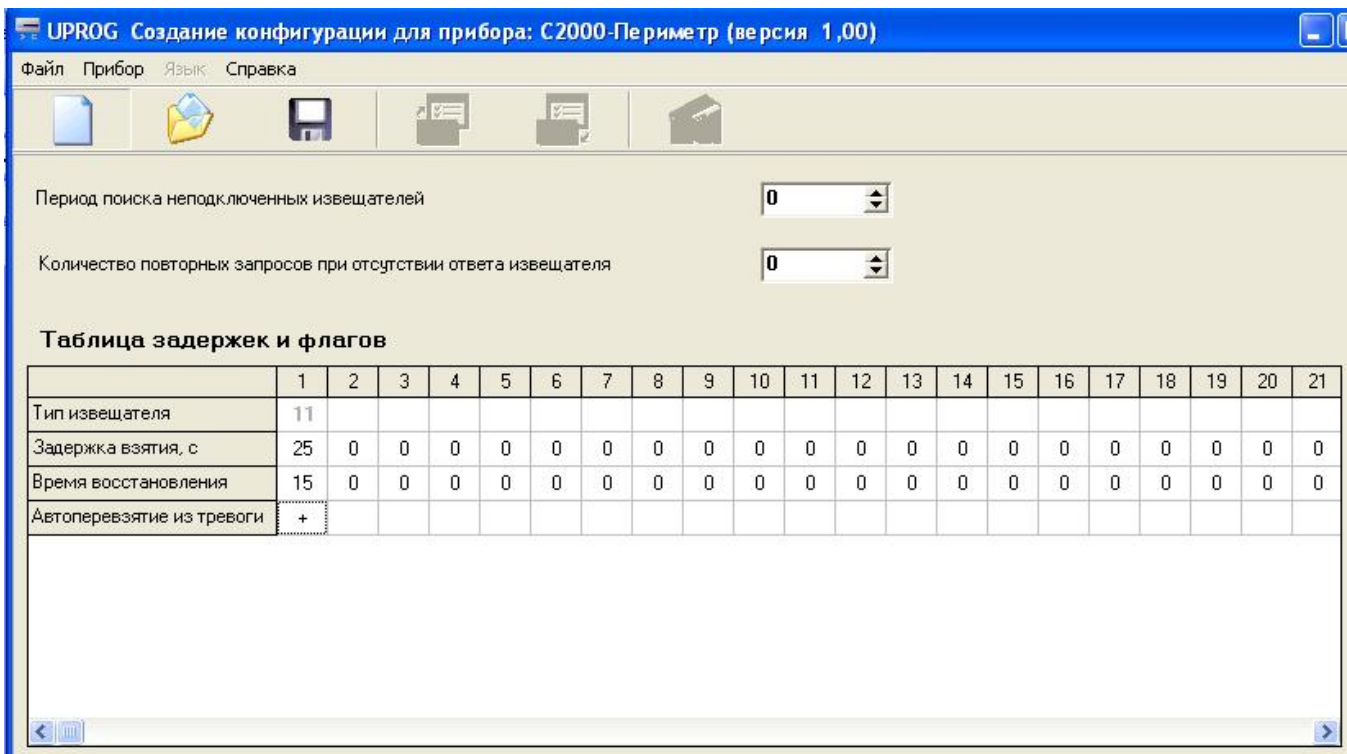 UPROG Создание конфигурации для прибора: С2000-Периметр (версия 1,00)
Файл Прибор Язык Справка
Период поиска неподключенных извещателей 0
Количество повторных запросов при отсутствии ответа извещателя 0
Таблица задержек и флагов
1 2 3 4 5 6 7 8 9 10 11 12 13 14 15 16 17 18 19 20 21
Тип извещателя 11
Задержка взятия, с 25 0 0 0 0 0 0 0 0 0 0 0 0 0 0 0 0 0 0 0 0
Время восстановления 15 0 0 0 0 0 0 0 0 0 0 0 0 0 0 0 0 0 0 0 0
Автоперевзятие из тревоги +